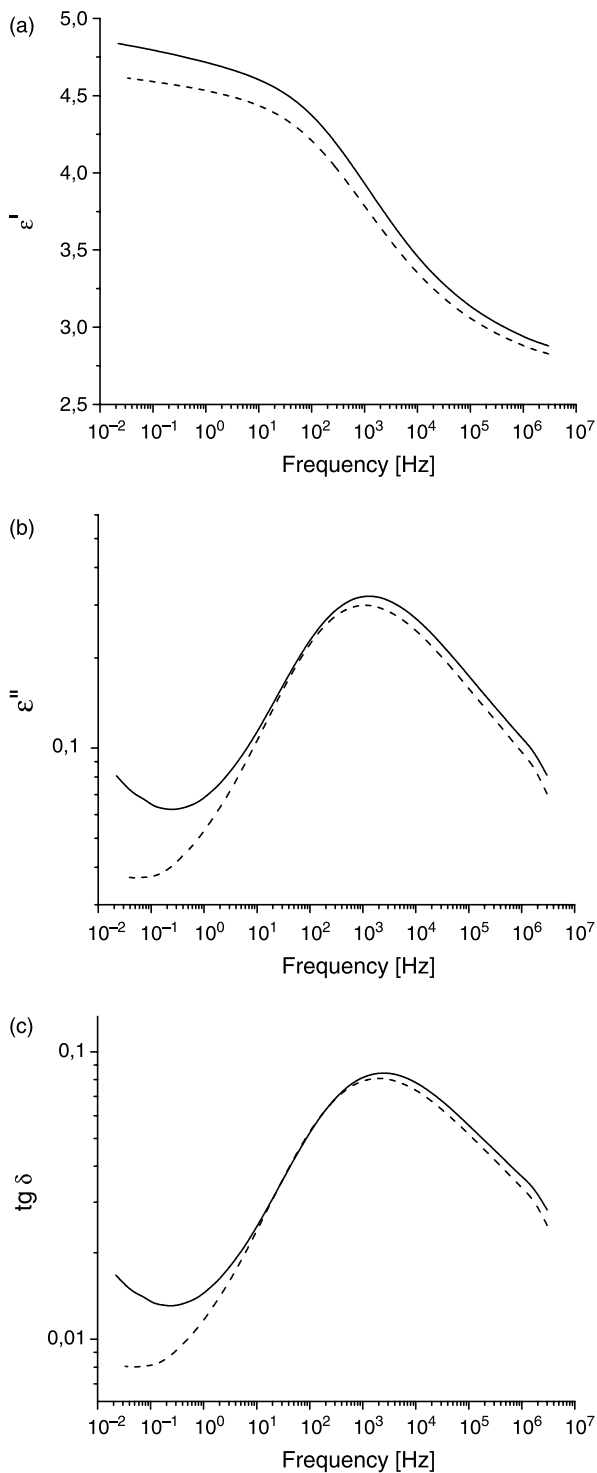 (a)
5,0
4,5
4,0
3,5
3,0
2,5
ε'
10⁻² 10⁻¹ 10⁰ 10¹ 10² 10³ 10⁴ 10⁵ 10⁶ 10⁷
Frequency [Hz]
(b)
0,1
ε"
10⁻² 10⁻¹ 10⁰ 10¹ 10² 10³ 10⁴ 10⁵ 10⁶ 10⁷
Frequency [Hz]
(c)
0,1
0,01
tg δ
10⁻² 10⁻¹ 10⁰ 10¹ 10² 10³ 10⁴ 10⁵ 10⁶ 10⁷
Frequency [Hz]